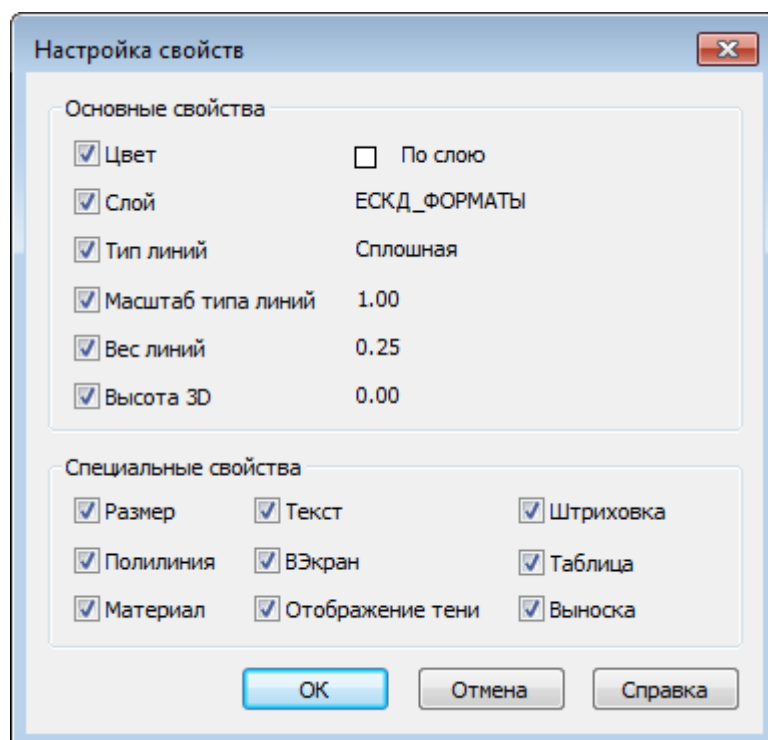 Настройка свойств
Основные свойства
Цвет По слою
Слой ЕСКД_ФОРМАТЫ
Тип линий Сплошная
Масштаб типа линий 1.00
Вес линий 0.25
Высота 3D 0.00
Специальные свойства
Размер Текст Штриховка
Полилиния ВЭкран Таблица
Материал Отображение тени Выноска
ОК Отмена Справка